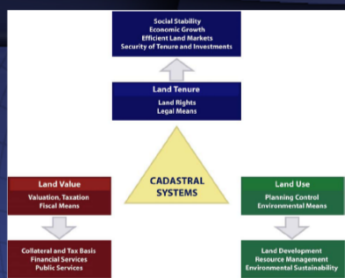 Social Stability
Economic Growth
Efficient Land Markets
Security of Tenure and Investments
Land Tenure
Land Rights
Legal Means
CADASTRAL
SYSTEMS
Land Value
Valuation, Taxation
Fiscal Means
Collateral and Tax Basis
Financial Services
Public Services
Land Use
Planning Control
Environmental Means
Land Development
Resource Management
Environmental Sustainability